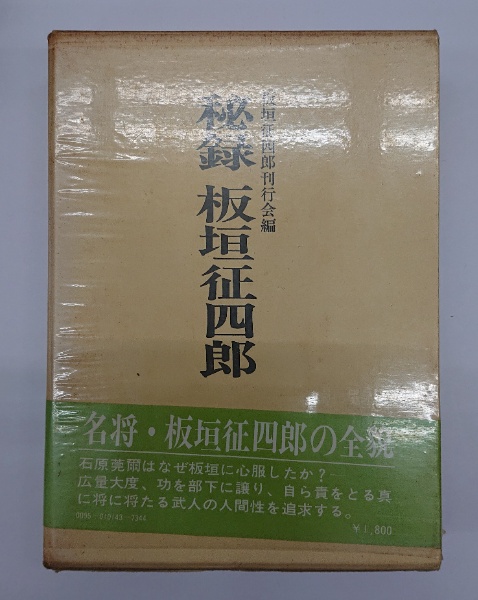 板垣征四郎刊行会編
秘録 板垣征四郎
名将・板垣征四郎の全貌
石原莞爾はなぜ板垣に心服したか?
広量大度、功を部下に譲り、自ら責をとる真
に将に将たる武人の人間性を追求する。
¥1,800